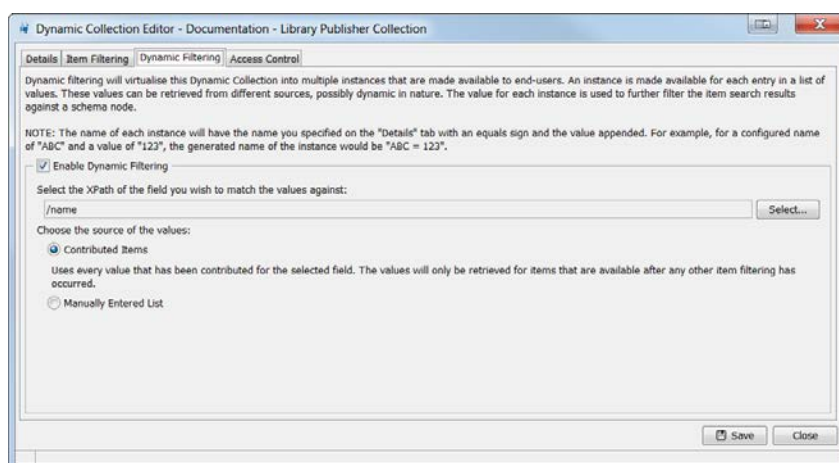 Dynamic Collection Editor - Documentation - Library Publisher Collection
Details Item Filtering Dynamic Filtering Access Control
Dynamic filtering will virtualise this Dynamic Collection into multiple instances that are made available to end-users. An instance is made available for each entry in a list of
values. These values can be retrieved from different sources, possibly dynamic in nature. The value for each instance is used to further filter the item search results
against a schema node.
NOTE: The name of each instance will have the name you specified on the "Details" tab with an equals sign and the value appended. For example, for a configured name
of "ABC" and a value of "123", the generated name of the instance would be "ABC = 123".
Enable Dynamic Filtering
Select the XPath of the field you wish to match the values against:
/name Select...
Choose the source of the values:
Contributed Items
Uses every value that has been contributed for the selected field. The values will only be retrieved for items that are available after any other item filtering has
occurred.
Manually Entered List
Save Close